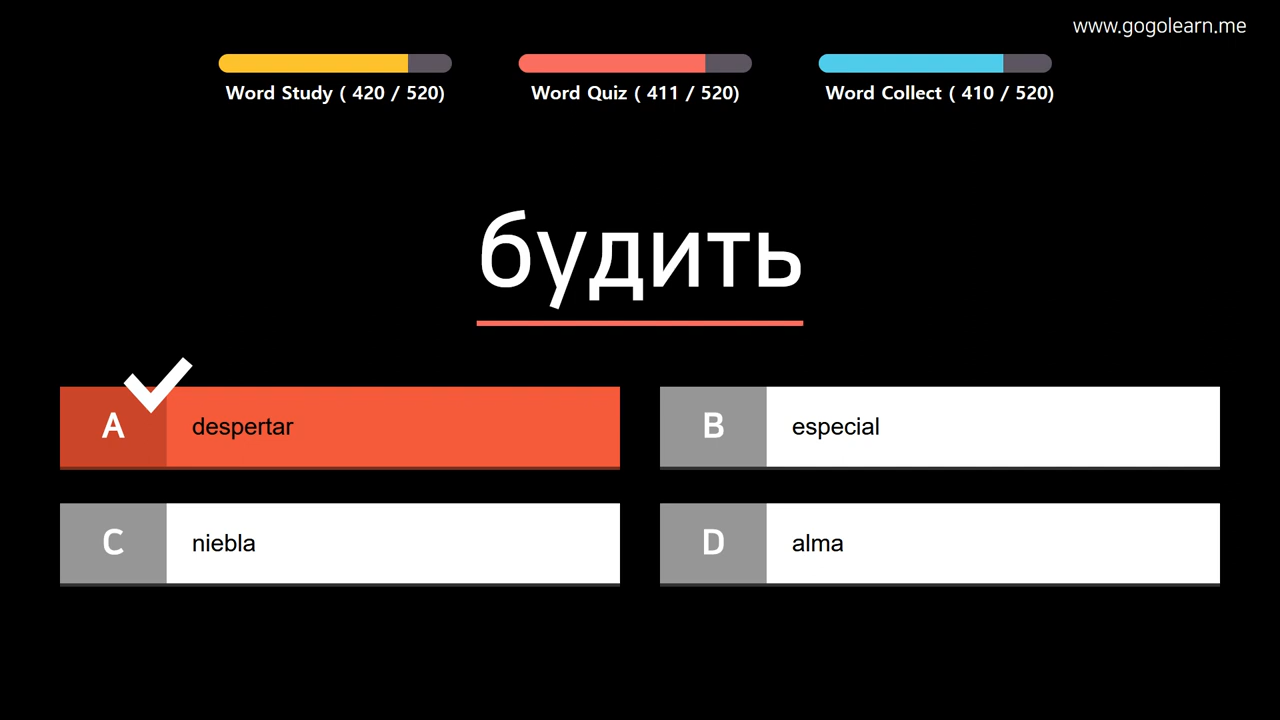 www.gogolearn.me
Word Study ( 420 / 520)
Word Quiz ( 411 / 520)
Word Collect ( 410 / 520)
будить
A despertar
B especial
C niebla
D alma